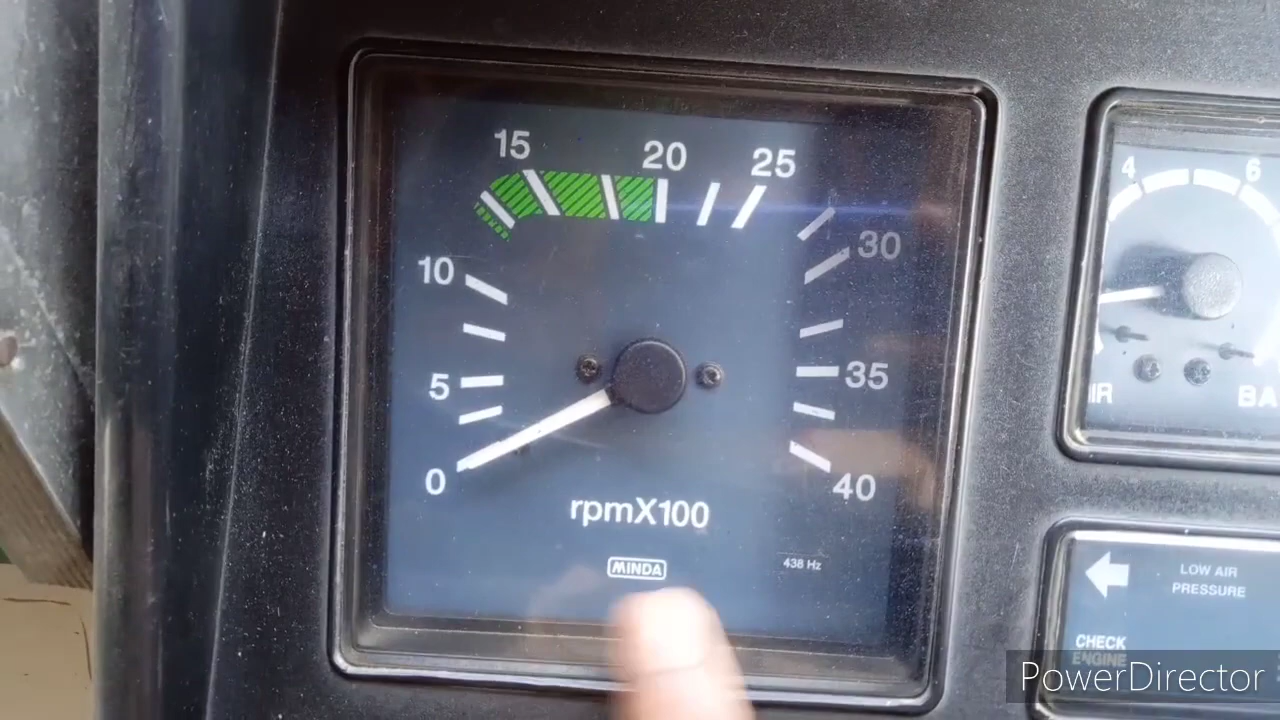 15
20
25
10
30
5
35
0
40
rpmX100
MINDA
438 Hz
4
6
BA
LOW AIR
PRESSURE
CHECK
ENGINE
PowerDirector